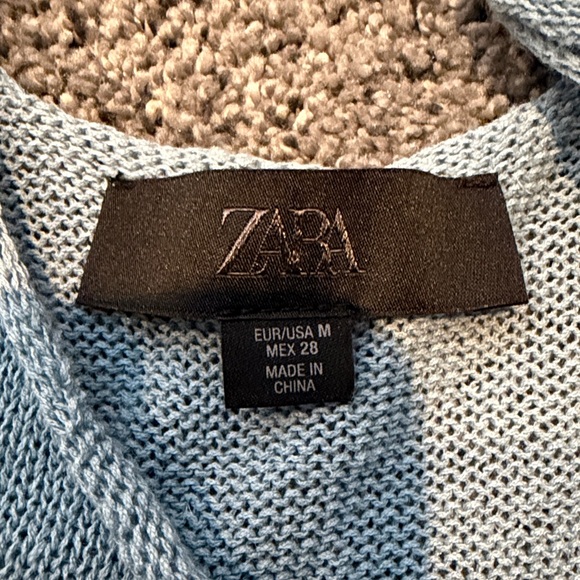 ZARA
EUR/USA M
MEX 28
MADE IN
CHINA